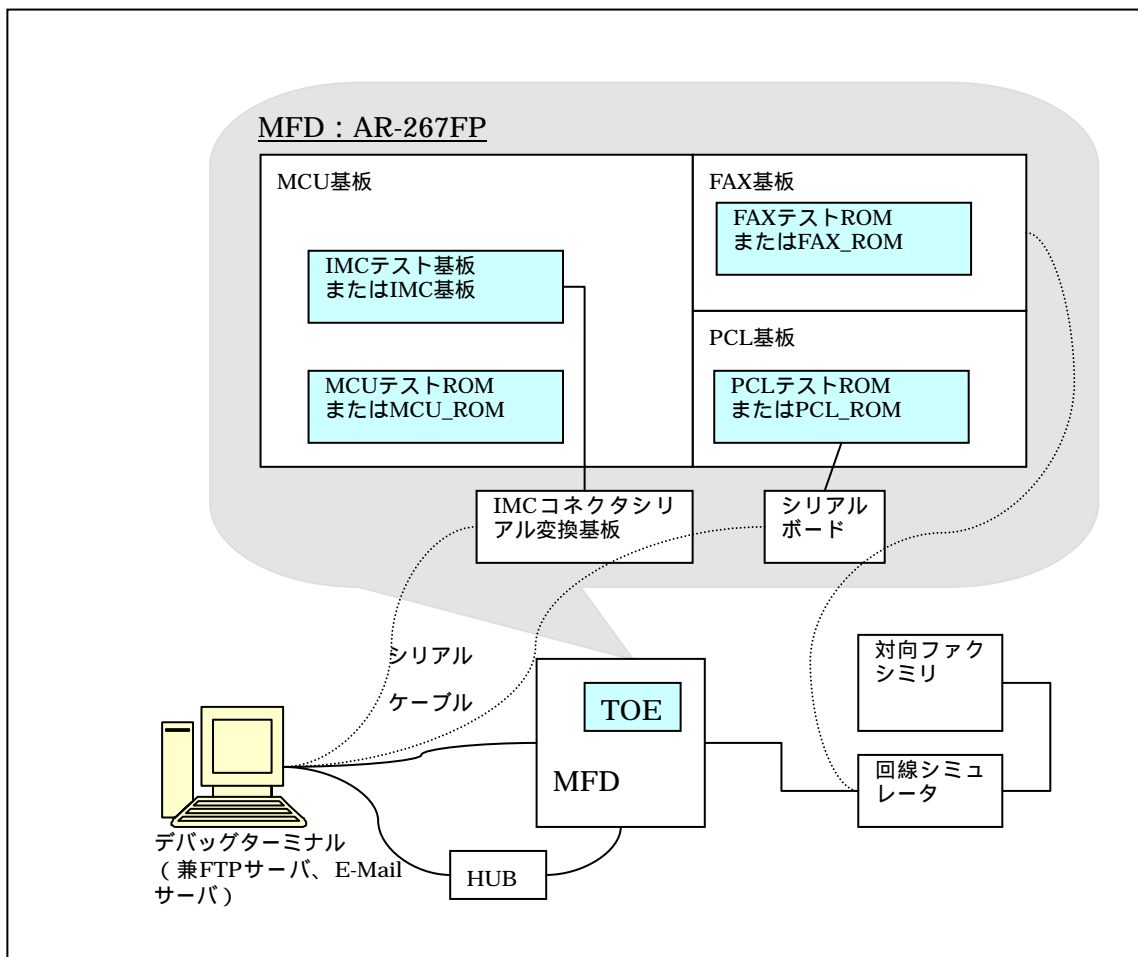 MFD：AR-267FP
MCU基板
FAX基板
FAXテストROM
またはFAX_ROM
IMCテスト基板
またはIMC基板
PCL基板
MCUテストROM
またはMCU_ROM
PCLテストROM
またはPCL_ROM
IMCコネクタシリ
アル変換基板
シリアル
ボード
シリアル
ケーブル
対向ファク
シミリ
TOE
MFD
回線シミュ
レータ
デバッグターミナル
（兼FTPサーバ、E-Mail
サーバ）
HUB